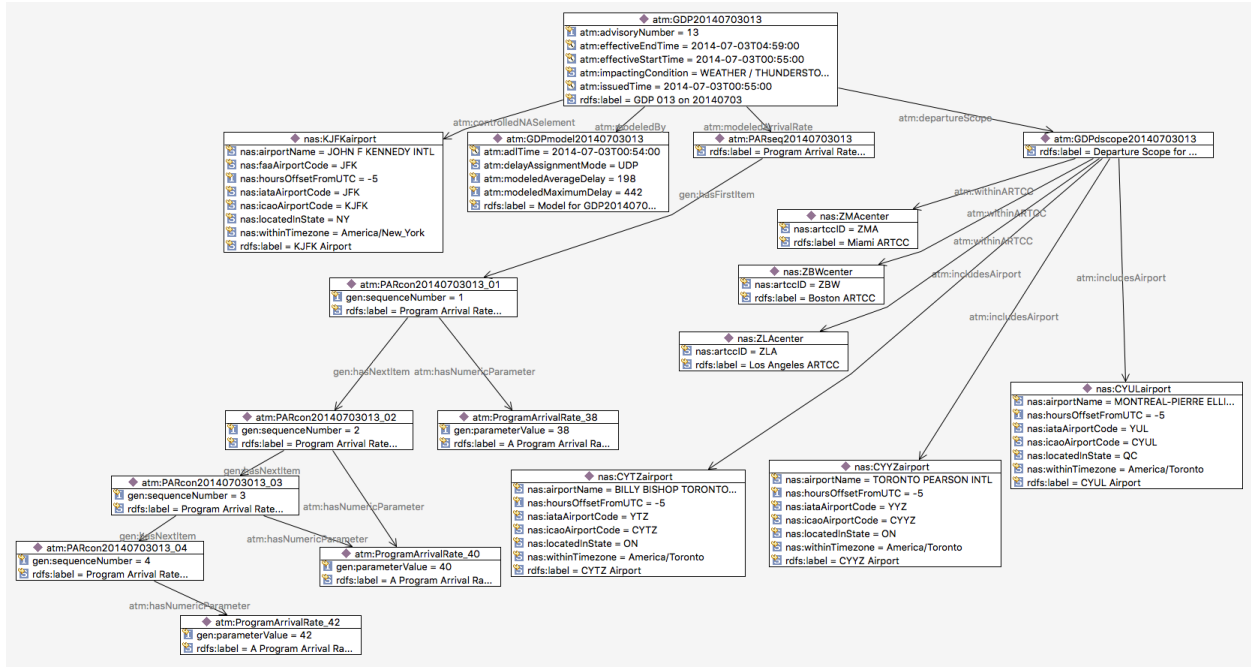 atm:GDP20140703013
atm:advisoryNumber = 13
atm:effectiveEndTime = 2014-07-03T04:59:00
atm:effectiveStartTime = 2014-07-03T00:55:00
atm:impactingCondition = WEATHER / THUNDERSTO...
atm:issuedTime = 2014-07-03T00:55:00
rdfs:label = GDP 013 on 20140703
atm:controlledNASelement
atm:modeledBy
atm:modeledArrivalRate
atm:departureScope
nas:KJFKairport
nas:airportName = JOHN F KENNEDY INTL
nas:faaAirportCode = JFK
nas:hoursOffsetFromUTC = -5
nas:iataAirportCode = JFK
nas:icaoAirportCode = KJFK
nas:locatedInState = NY
nas:withinTimezone = America/New_York
rdfs:label = KJFK Airport
atm:GDPmodel20140703013
atm:adlTime = 2014-07-03T00:54:00
atm:delayAssignmentMode = UDP
atm:modeledAverageDelay = 198
atm:modeledMaximumDelay = 442
rdfs:label = Model for GDP2014070...
atm:PARseq20140703013
rdfs:label = Program Arrival Rate...
atm:GDPdscope20140703013
rdfs:label = Departure Scope for ...
gen:hasFirstItem
atm:withinARTCC
atm:withinARTCC
atm:withinARTCC
atm:includesAirport
atm:includesAirport
atm:includesAirport
nas:ZMAcenter
nas:artccID = ZMA
rdfs:label = Miami ARTCC
nas:ZBWcenter
nas:artccID = ZBW
rdfs:label = Boston ARTCC
nas:ZLAcenter
nas:artccID = ZLA
rdfs:label = Los Angeles ARTCC
atm:PARcon20140703013_01
gen:sequenceNumber = 1
rdfs:label = Program Arrival Rate...
gen:hasNextItem
atm:hasNumericParameter
atm:PARcon20140703013_02
gen:sequenceNumber = 2
rdfs:label = Program Arrival Rate...
atm:ProgramArrivalRate_38
gen:parameterValue = 38
rdfs:label = A Program Arrival Ra...
nas:CYULairport
nas:airportName = MONTREAL-PIERRE ELLI...
nas:hoursOffsetFromUTC = -5
nas:iataAirportCode = YUL
nas:icaoAirportCode = CYUL
nas:locatedInState = QC
nas:withinTimezone = America/Toronto
rdfs:label = CYUL Airport
gen:hasNextItem
atm:hasNumericParameter
atm:PARcon20140703013_03
gen:sequenceNumber = 3
rdfs:label = Program Arrival Rate...
nas:CYTZairport
nas:airportName = BILLY BISHOP TORONTO...
nas:hoursOffsetFromUTC = -5
nas:iataAirportCode = YTZ
nas:icaoAirportCode = CYTZ
nas:locatedInState = ON
nas:withinTimezone = America/Toronto
rdfs:label = CYTZ Airport
nas:CYYZairport
nas:airportName = TORONTO PEARSON INTL
nas:hoursOffsetFromUTC = -5
nas:iataAirportCode = YYZ
nas:icaoAirportCode = CYYZ
nas:locatedInState = ON
nas:withinTimezone = America/Toronto
rdfs:label = CYYZ Airport
gen:hasNextItem
atm:hasNumericParameter
atm:PARcon20140703013_04
gen:sequenceNumber = 4
rdfs:label = Program Arrival Rate...
atm:ProgramArrivalRate_40
gen:parameterValue = 40
rdfs:label = A Program Arrival Ra...
atm:hasNumericParameter
atm:ProgramArrivalRate_42
gen:parameterValue = 42
rdfs:label = A Program Arrival Ra...